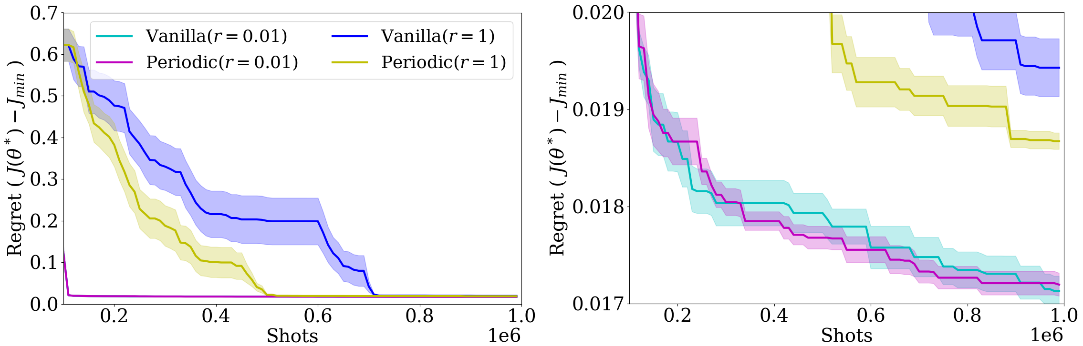 Regret ( J(θ*) − J_min )
0.7
0.6
0.5
0.4
0.3
0.2
0.1
0.0
Vanilla(r = 0.01)
Periodic(r = 0.01)
Vanilla(r = 1)
Periodic(r = 1)
0.2 0.4 0.6 0.8 1.0
Shots
1e6
Regret ( J(θ*) − J_min )
0.020
0.019
0.018
0.017
0.2 0.4 0.6 0.8 1.0
Shots
1e6